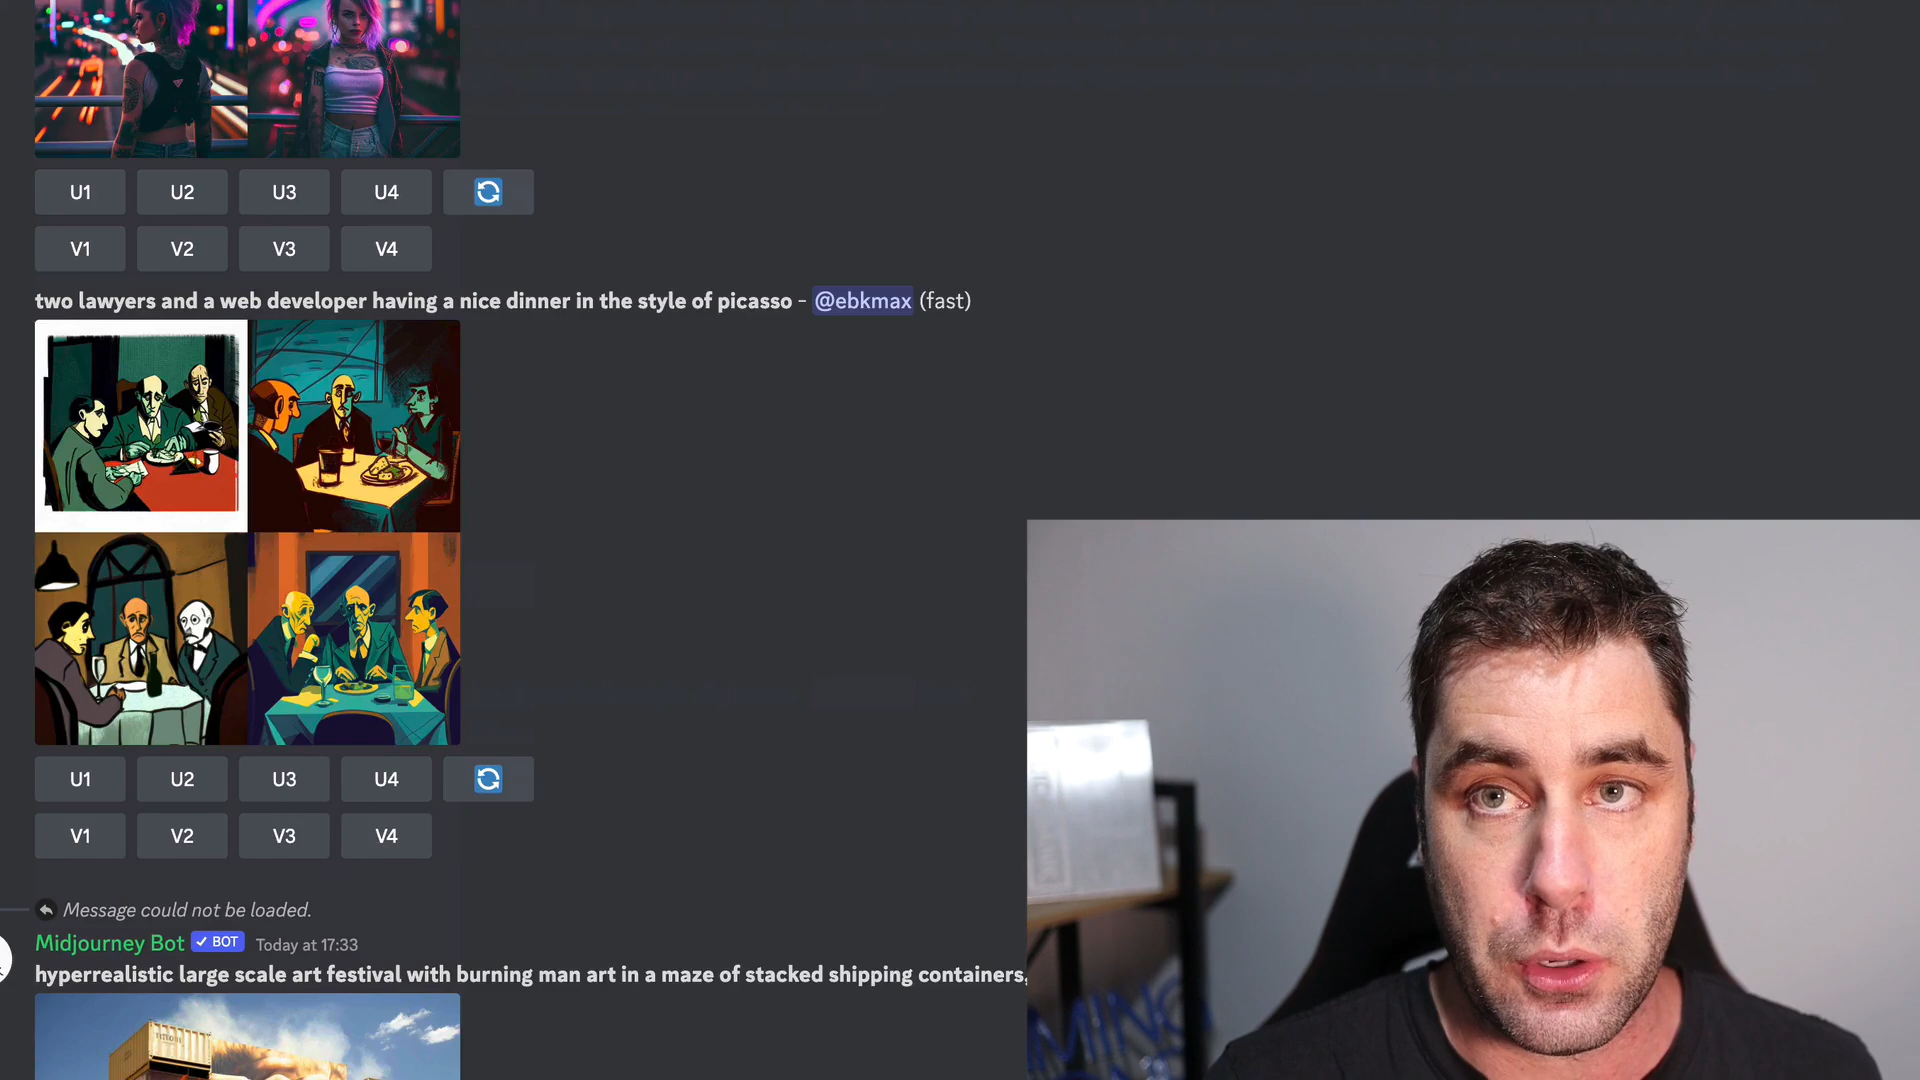 U1 U2 U3 U4
V1 V2 V3 V4
two lawyers and a web developer having a nice dinner in the style of picasso - @ebkmax (fast)
U1 U2 U3 U4
V1 V2 V3 V4
Message could not be loaded.
Midjourney Bot BOT Today at 17:33
hyperrealistic large scale art festival with burning man art in a maze of stacked shipping containers,